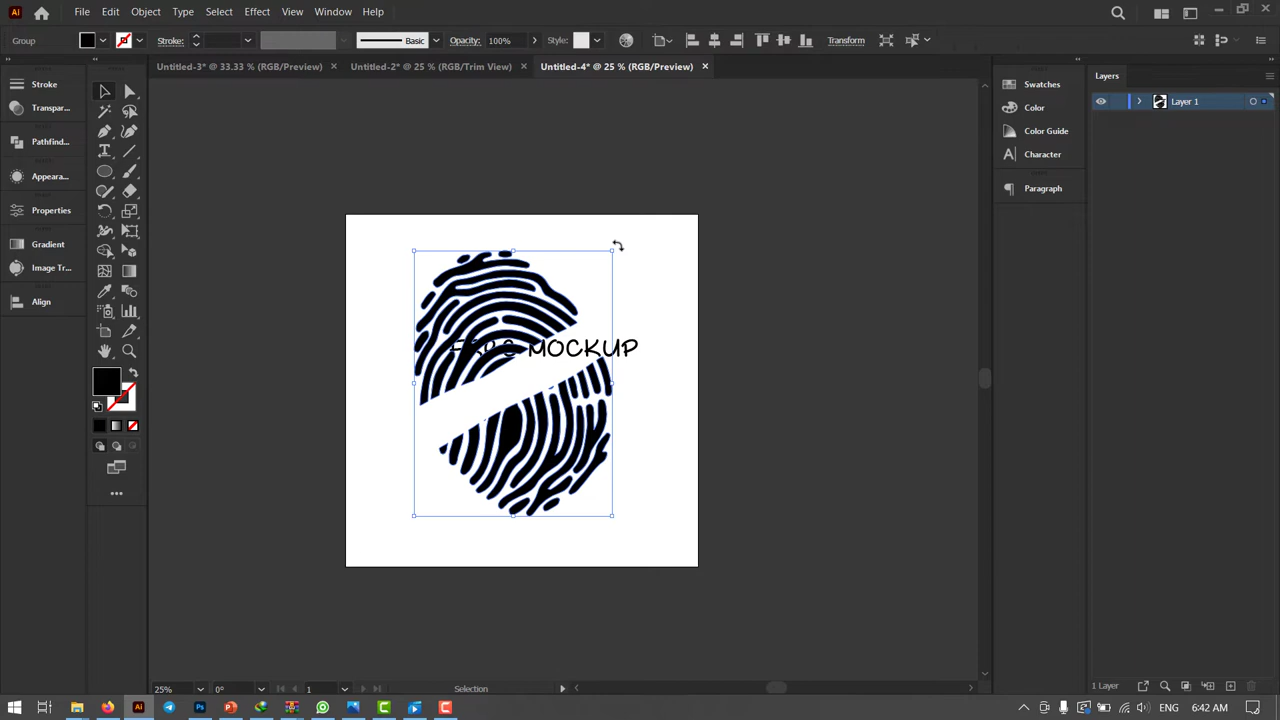 Ai File Edit Object Type Select Effect View Window Help
Group Stroke: Basic Opacity: 100% Style: Transform
Untitled-3* @ 33.33 % (RGB/Preview) × Untitled-2* @ 25 % (RGB/Trim View) × Untitled-4* @ 25 % (RGB/Preview) ×
Stroke
Transpar...
Pathfind...
Appeara...
Properties
Gradient
Image Tr...
Align
MOCKUP
Swatches
Color
Color Guide
Character
Paragraph
Layers
Layer 1
25% 0° 1 Selection
1 Layer
Ai Ps ENG 6:42 AM